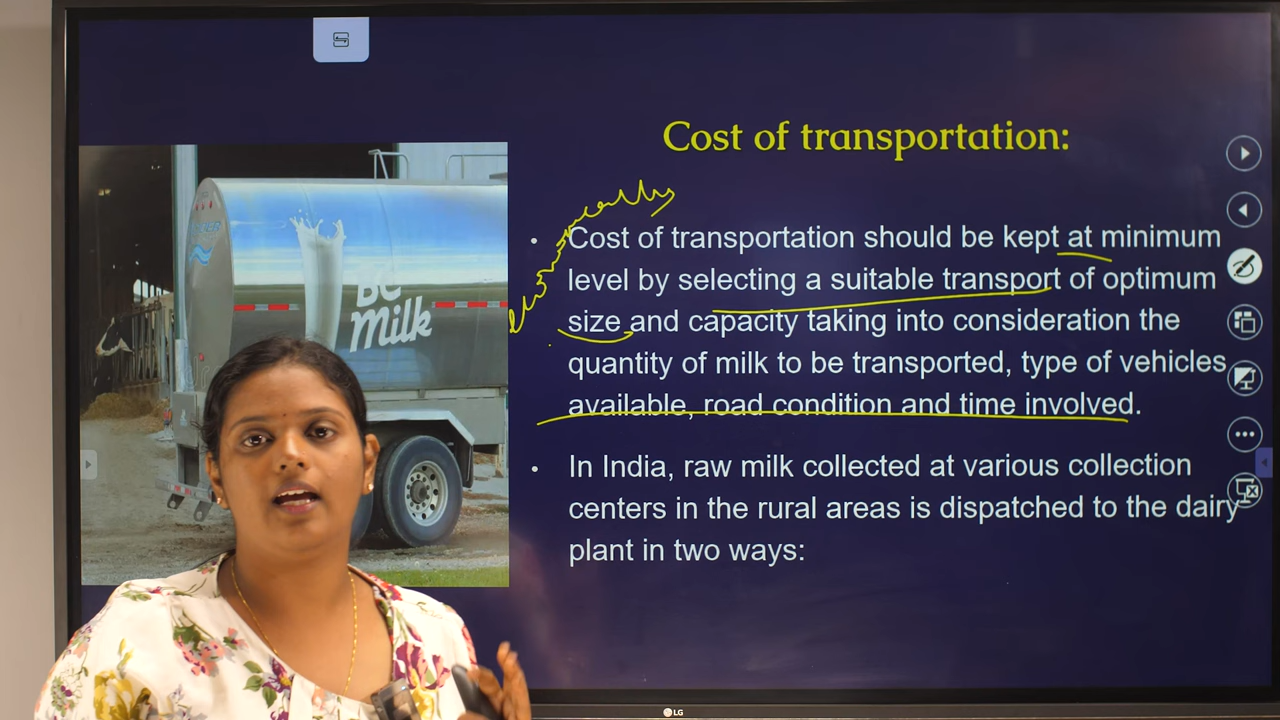 Cost of transportation:
economically
• Cost of transportation should be kept at minimum
level by selecting a suitable transport of optimum
size and capacity taking into consideration the
quantity of milk to be transported, type of vehicles
available, road condition and time involved.
• In India, raw milk collected at various collection
centers in the rural areas is dispatched to the dairy
plant in two ways:
BC
Milk
LG